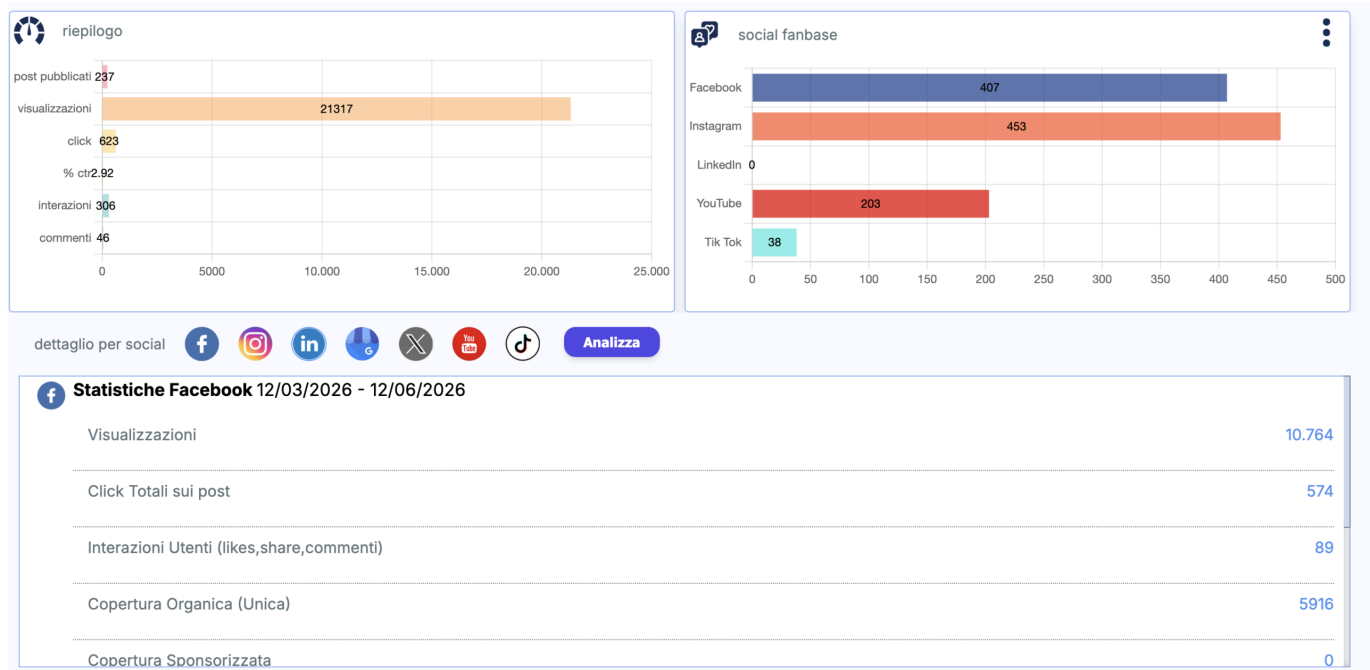 riepilogo
post pubblicati 237
visualizzazioni 21317
click 623
% ctr 2.92
interazioni 306
commenti 46
0 5000 10.000 15.000 20.000 25.000
social fanbase
Facebook 407
Instagram 453
LinkedIn 0
YouTube 203
Tik Tok 38
0 50 100 150 200 250 300 350 400 450 500
dettaglio per social f in G X You Tube Analizza
f Statistiche Facebook 12/03/2026 - 12/06/2026
Visualizzazioni 10.764
Click Totali sui post 574
Interazioni Utenti (likes,share,commenti) 89
Copertura Organica (Unica) 5916
Copertura Sponsorizzata 0